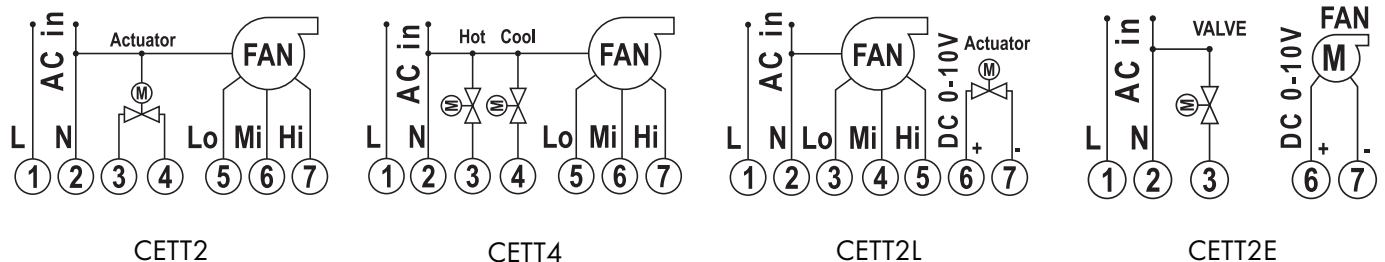 AC in
Actuator
FAN
M
L N Lo Mi Hi
1 2 3 4 5 6 7
CETT2
AC in
Hot Cool
FAN
M M
L N Lo Mi Hi
1 2 3 4 5 6 7
CETT4
AC in
FAN
DC 0-10V
Actuator
M
L N Lo Mi Hi + -
1 2 3 4 5 6 7
CETT2L
AC in
VALVE
M
DC 0-10V
FAN
M
L N + -
1 2 3 6 7
CETT2E